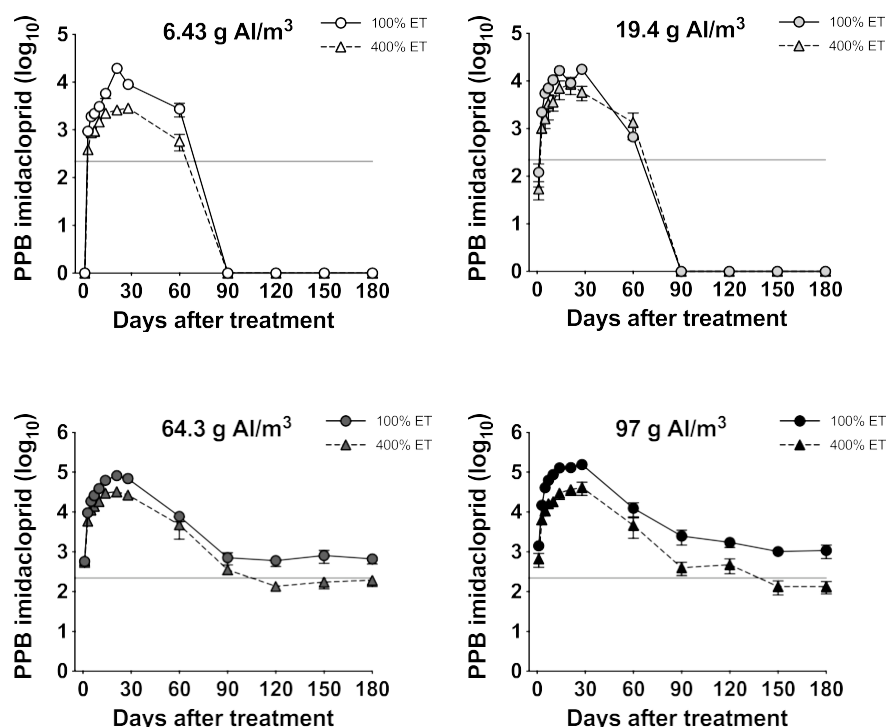 6.43 g AI/m³
100% ET
400% ET
PPB imidacloprid (log₁₀)
5
4
3
2
1
0
0 30 60 90 120 150 180
Days after treatment
19.4 g AI/m³
100% ET
400% ET
PPB imidacloprid (log₁₀)
5
4
3
2
1
0
0 30 60 90 120 150 180
Days after treatment
64.3 g AI/m³
100% ET
400% ET
PPB imidacloprid (log₁₀)
6
5
4
3
2
1
0
0 30 60 90 120 150 180
Days after treatment
97 g AI/m³
100% ET
400% ET
PPB imidacloprid (log₁₀)
6
5
4
3
2
1
0
0 30 60 90 120 150 180
Days after treatment